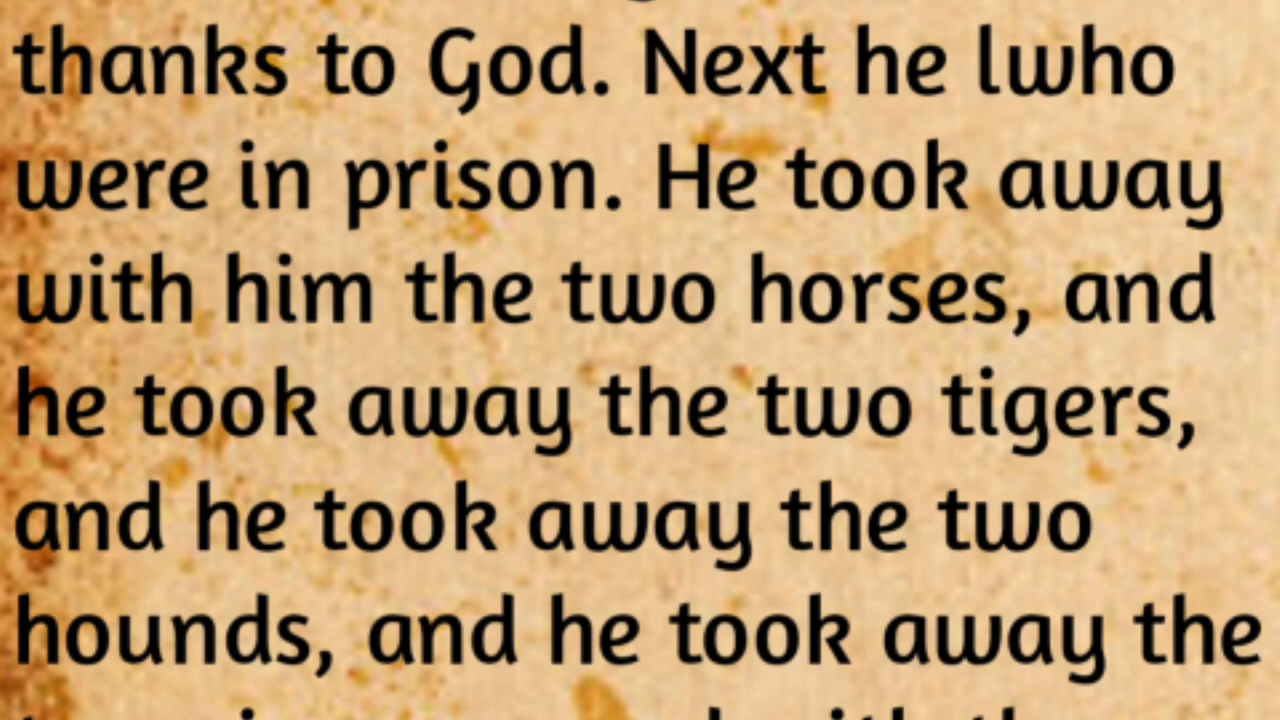 thanks to God. Next he lwho
were in prison. He took away
with him the two horses, and
he took away the two tigers,
and he took away the two
hounds, and he took away the